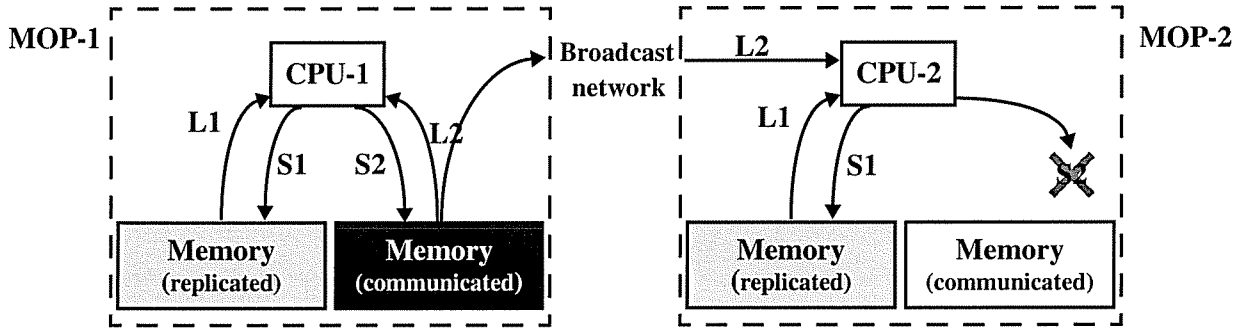 MOP-1
CPU-1
L1
S1
S2
L2
Memory
(replicated)
Memory
(communicated)
Broadcast
network
L2
MOP-2
CPU-2
L1
S1
S2
Memory
(replicated)
Memory
(communicated)